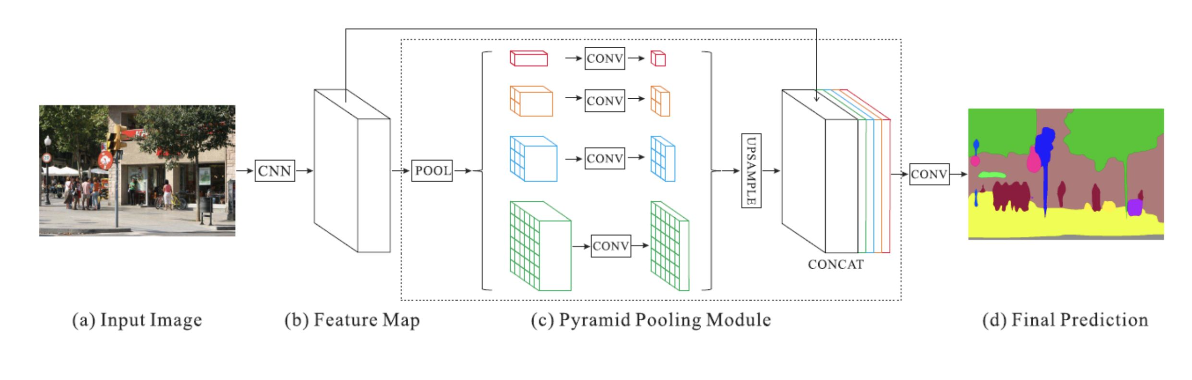 CNN
POOL
CONV
CONV
CONV
CONV
UPSAMPLE
CONCAT
CONV
(a) Input Image
(b) Feature Map
(c) Pyramid Pooling Module
(d) Final Prediction